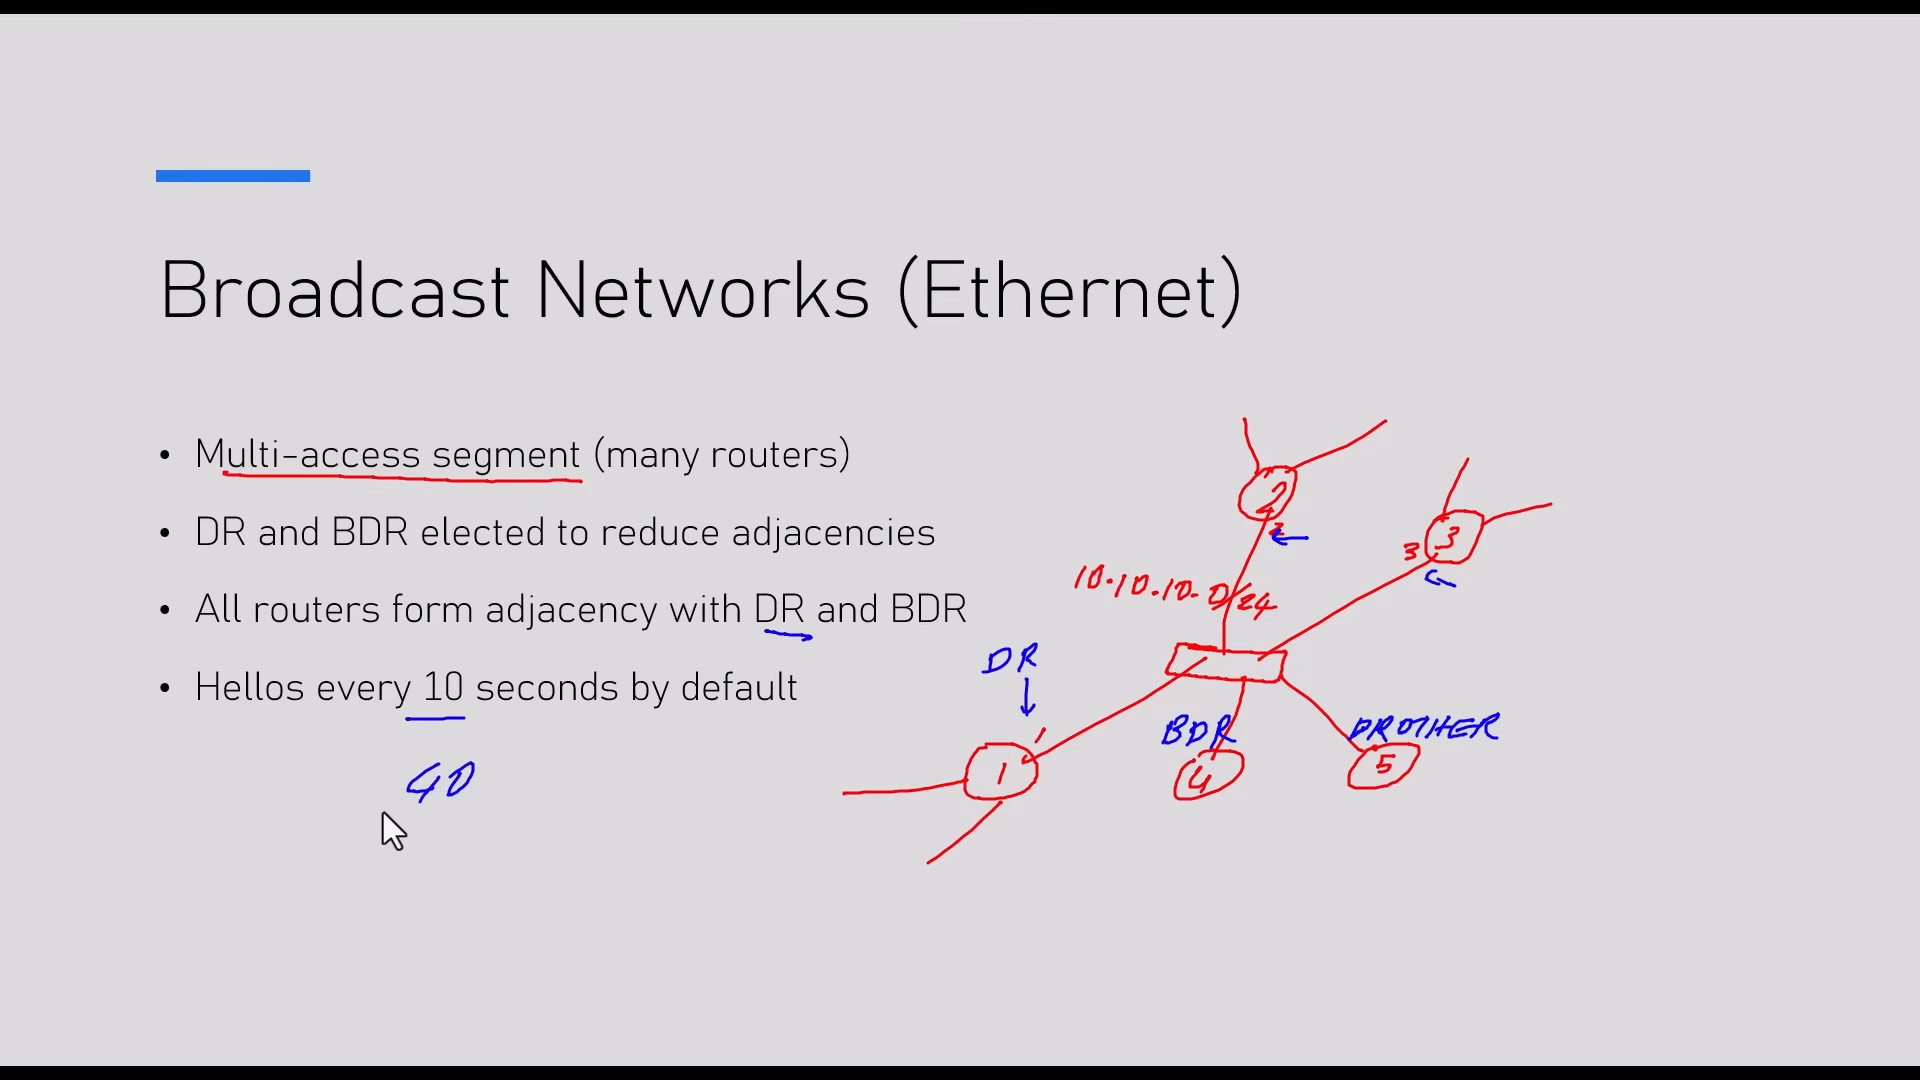 Broadcast Networks (Ethernet)
• Multi-access segment (many routers)
• DR and BDR elected to reduce adjacencies
• All routers form adjacency with DR and BDR
• Hellos every 10 seconds by default
40
2
2
3
3
10.10.10.0/24
DR
1
1
BDR
4
DROTHER
5